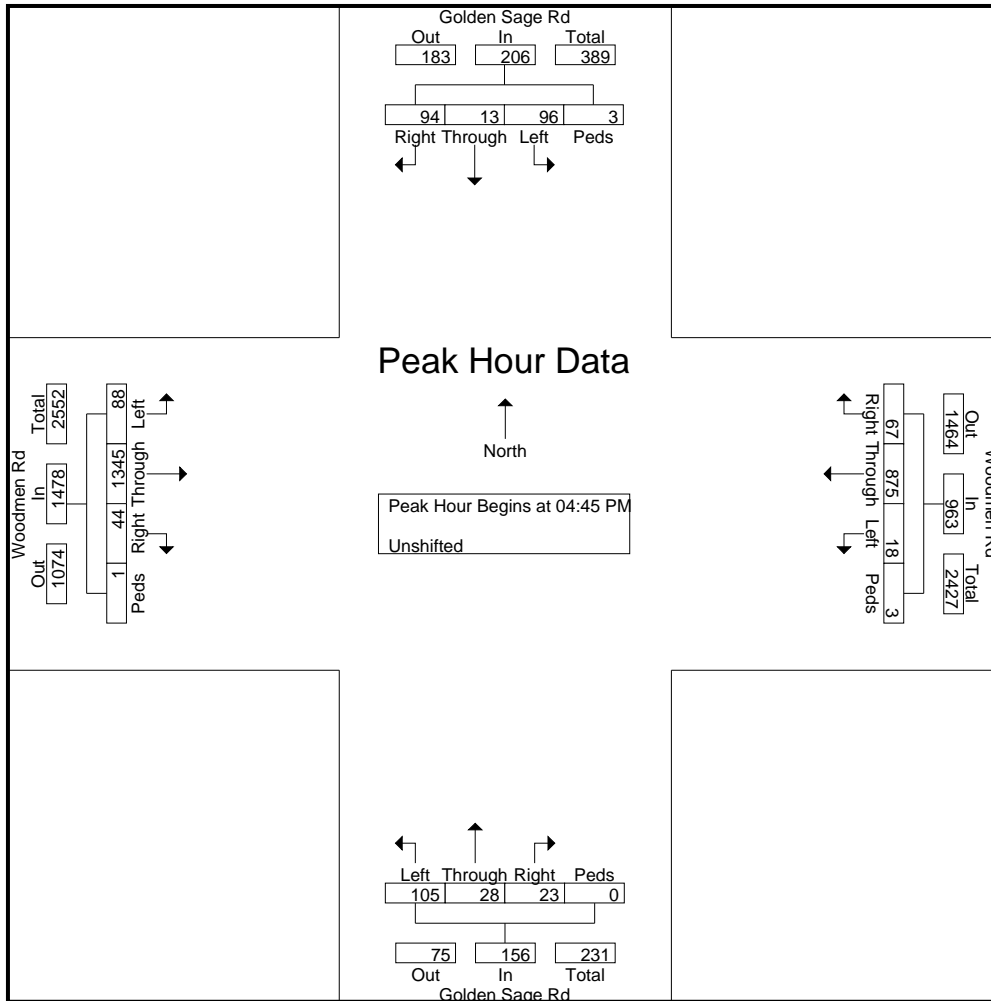 Golden Sage Rd
Out In Total
183 206 389
94 13 96 3
Right Through Left Peds
Peak Hour Data
North
Peak Hour Begins at 04:45 PM
Unshifted
Woodmen Rd
Out In Total
1074 1478 2552
88 1345 44 1
Left Through Right Peds
Woodmen Rd
Out In Total
1464 963 2427
67 875 18 3
Right Through Left Peds
Left Through Right Peds
105 28 23 0
75 156 231
Out In Total
Golden Sage Rd